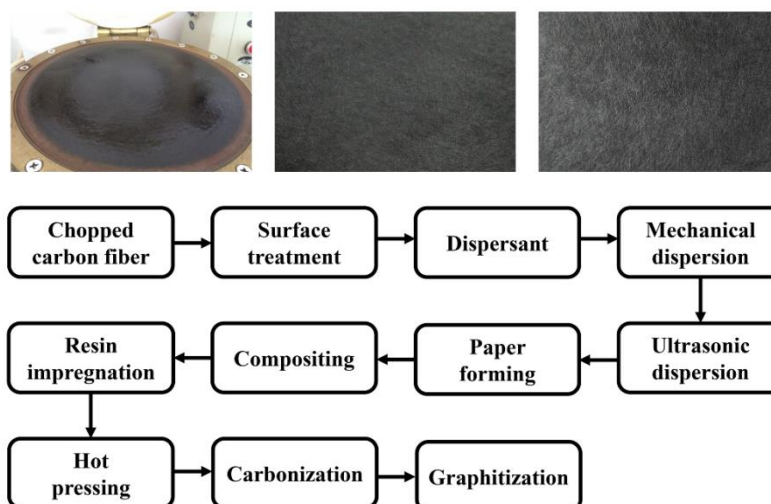 Chopped
carbon fiber
Surface
treatment
Dispersant
Mechanical
dispersion
Ultrasonic
dispersion
Paper
forming
Compositing
Resin
impregnation
Hot
pressing
Carbonization
Graphitization